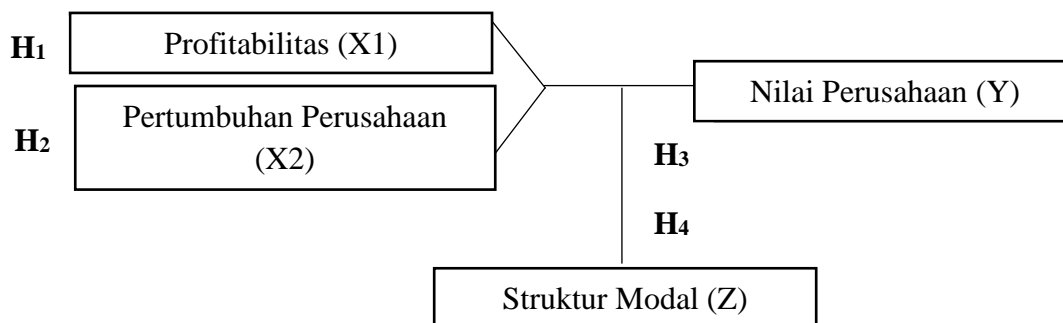 H1
Profitabilitas (X1)
H2
Pertumbuhan Perusahaan
(X2)
Nilai Perusahaan (Y)
H3
H4
Struktur Modal (Z)